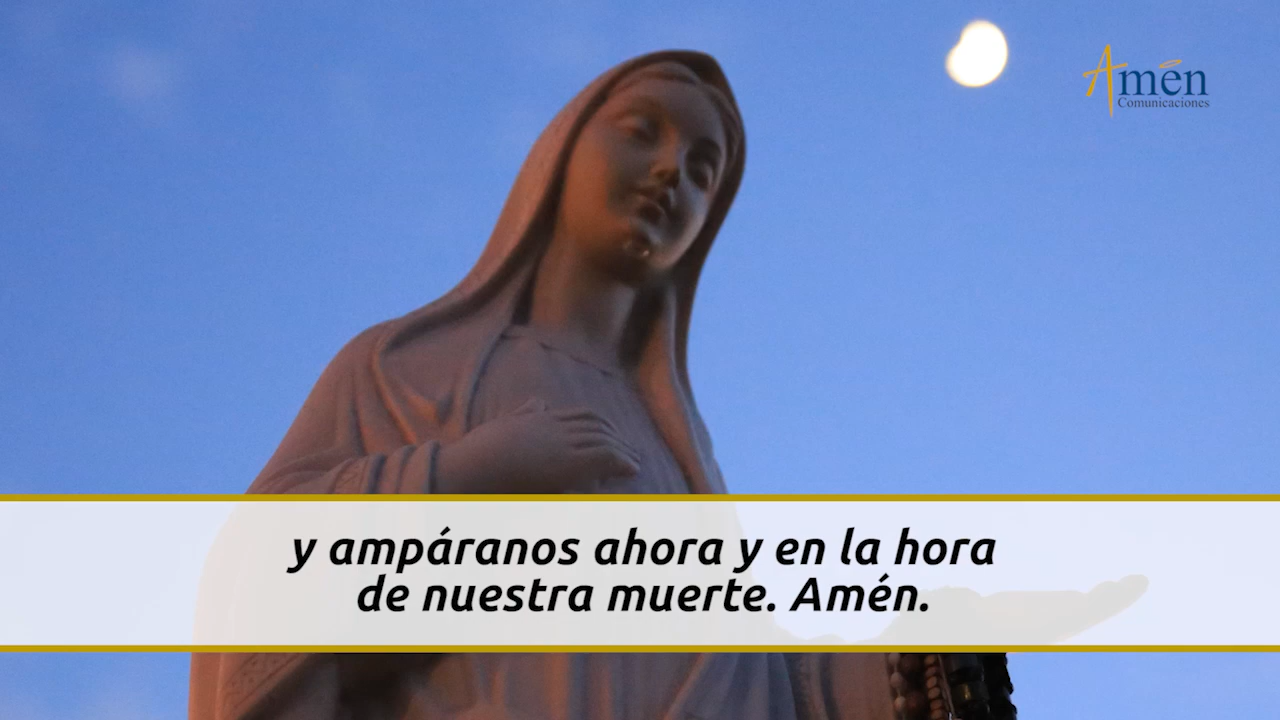 Amén
Comunicaciones
y ampáranos ahora y en la hora
de nuestra muerte. Amén.